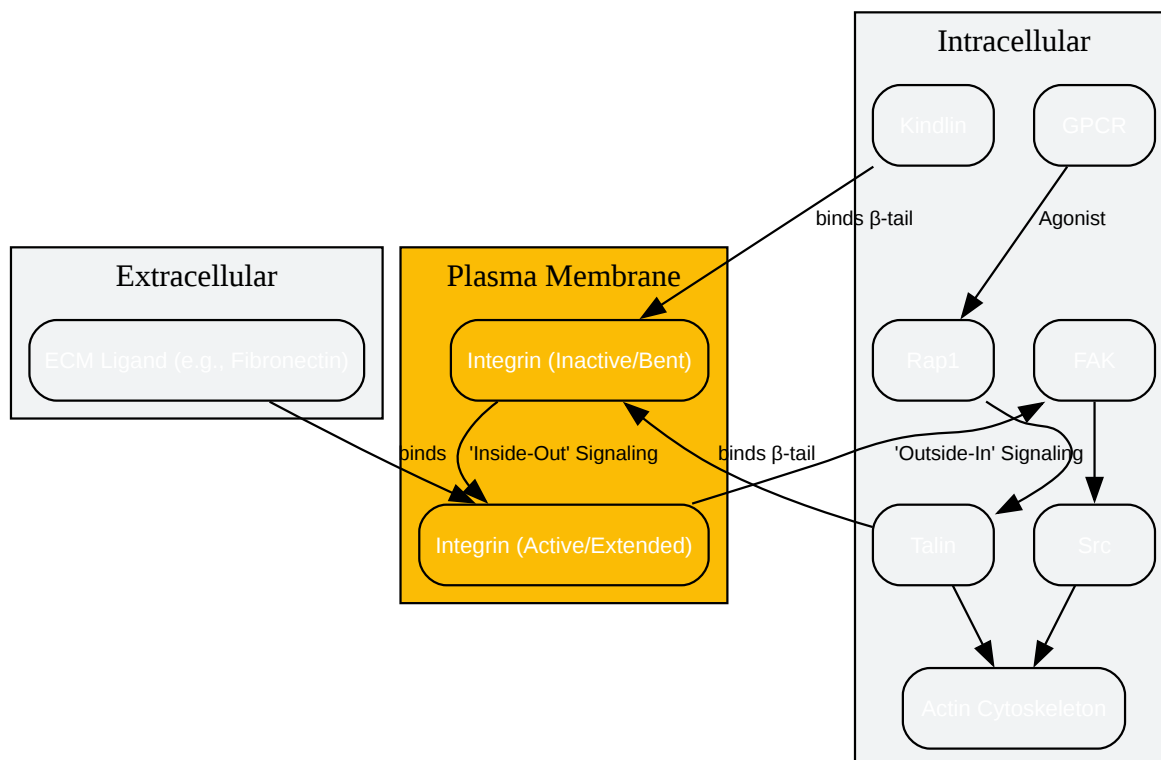 Intracellular
Kindlin
GPCR
binds β-tail
Agonist
Extracellular
Plasma Membrane
ECM Ligand (e.g., Fibronectin)
Integrin (Inactive/Bent)
Rap1
FAK
binds
'Inside-Out' Signaling
binds β-tail
'Outside-In' Signaling
Integrin (Active/Extended)
Talin
Src
Actin Cytoskeleton